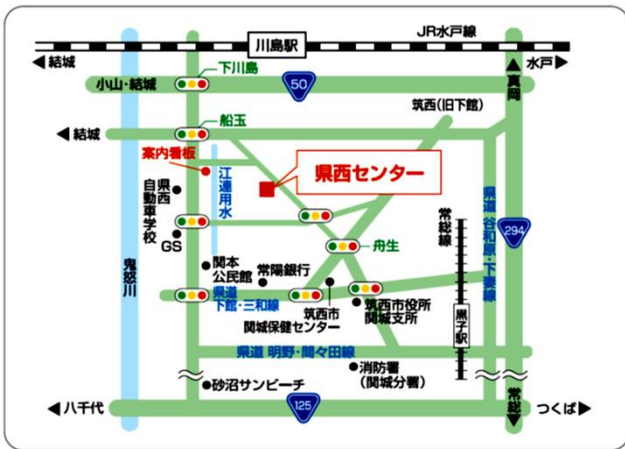 JR水戸線
川島駅
結城
水戸
下川島
小山・結城
50
真岡
筑西(旧下館)
船玉
結城
案内看板
江連用水
県西センター
県西
自動車学校
常総線
県道 谷和原・下妻線
294
GS
舟生
鬼怒川
関本
公民館
常陽銀行
県道
下館・三和線
筑西市
関城保健センター
筑西市役所
関城支所
黒子駅
県道 明野・間々田線
消防署
(関城分署)
砂沼サンビーチ
八千代
125
常総
つくば